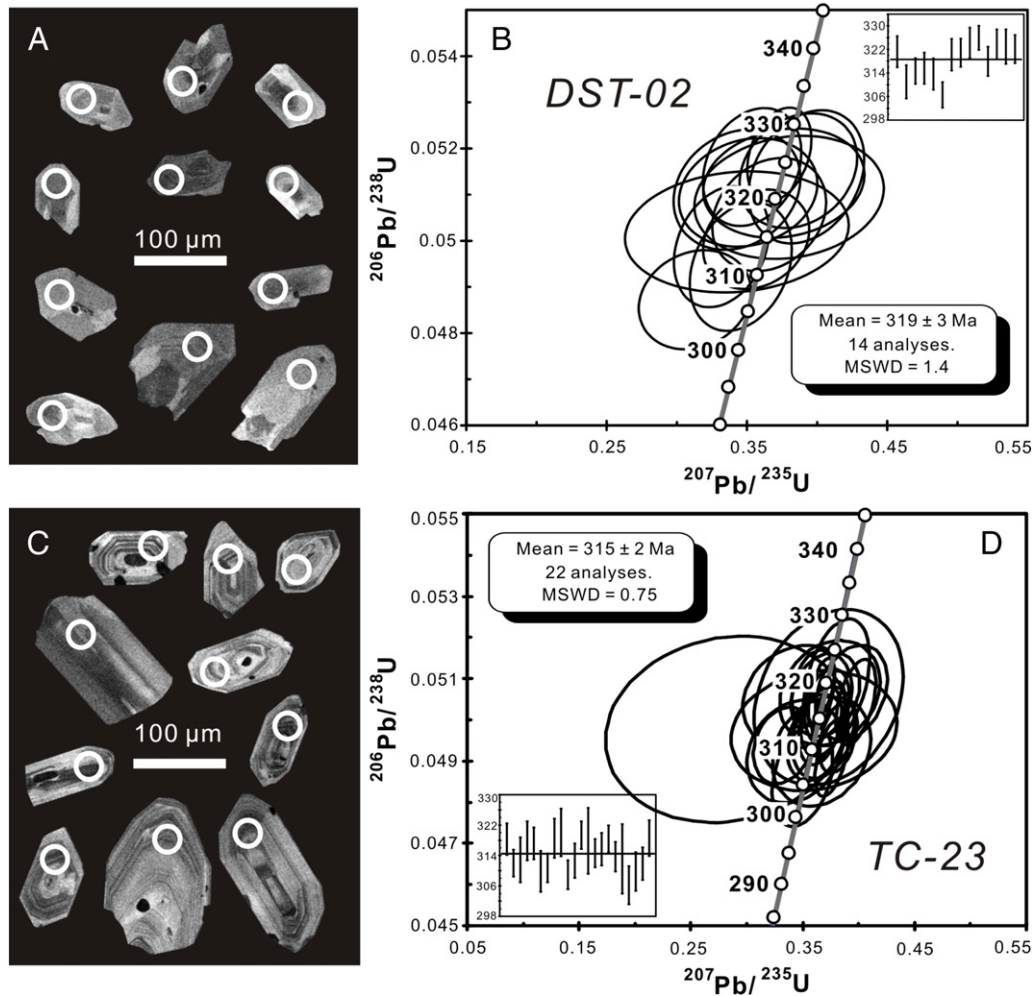 A
100 µm
B
DST-02
0.054
0.052
0.05
0.048
0.046
206Pb/238U
340
330
320
310
300
330
322
314
306
298
Mean = 319 ± 3 Ma
14 analyses.
MSWD = 1.4
0.15
0.25
0.35
0.45
0.55
207Pb/ 235U
C
100 µm
D
0.055
0.053
0.051
0.049
0.047
0.045
206Pb/238U
Mean = 315 ± 2 Ma
22 analyses.
MSWD = 0.75
340
330
320
310
300
290
330
322
314
306
298
TC-23
0.05
0.15
0.25
0.35
0.45
0.55
207Pb/ 235U